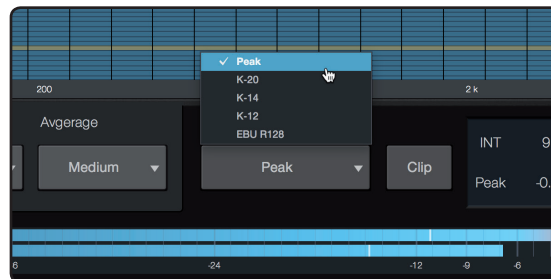 ✓ Peak
K-20
200
2 k
K-14
K-12
Avgerage
EBU R128
INT 9
Medium
Peak
Clip
Peak -0.
6 -24 -12 -9 -6